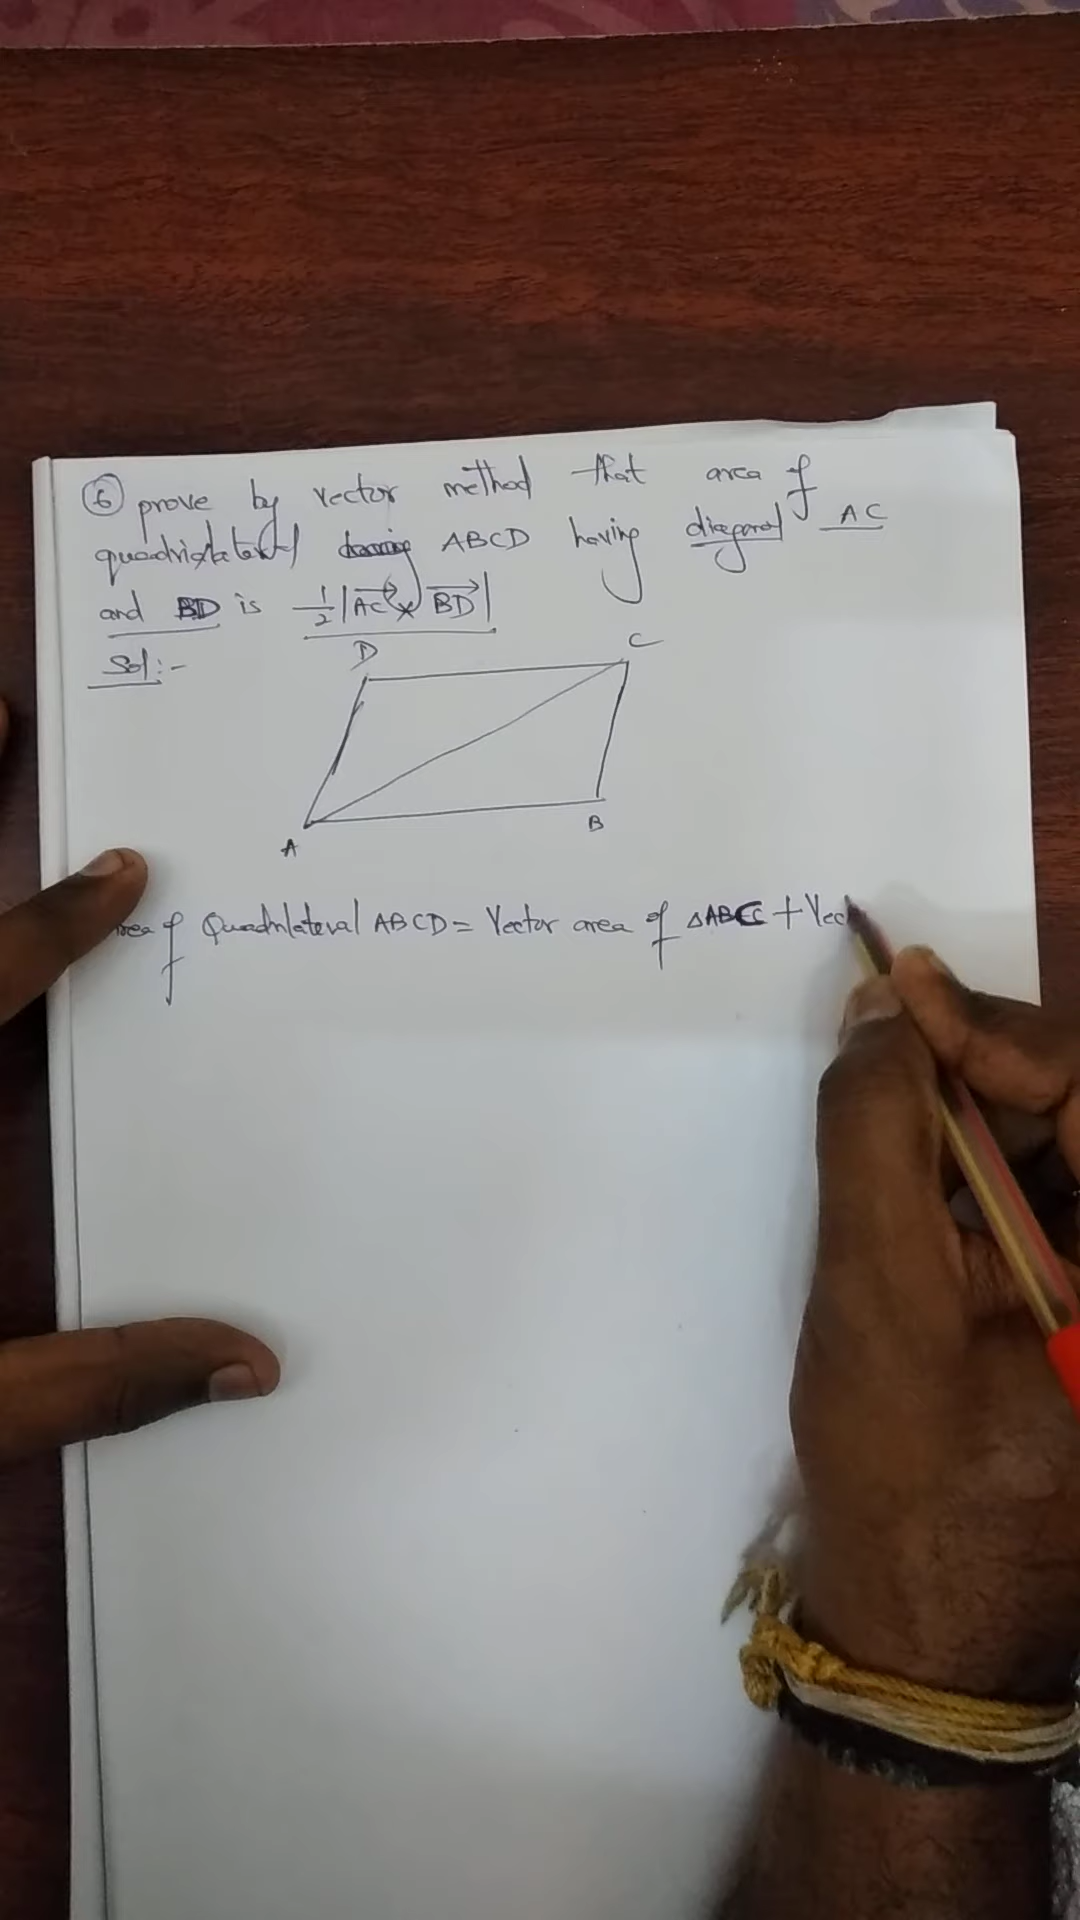 6 prove by vector method that area of
quadrilateral ABCD having diagonal AC
and BD is 1/2 |AC × BD|
Sol:-
D C
A B
of Quadrilateral ABCD = Vector area of ΔABC + Vec